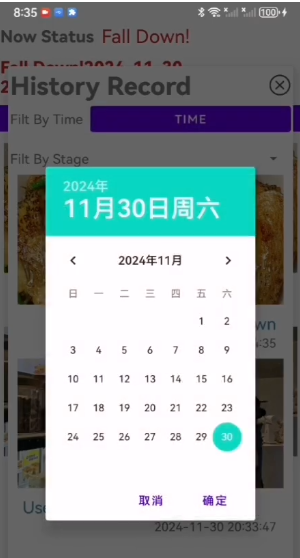 8:35
100
Now Status Fall Down!
Fall Down!2024-11-30
2
History Record
Filt By Time TIME
Filt By Stage
2024年
11月30日周六
2024年11月
日 一 二 三 四 五 六
1 2
3 4 5 6 7 8 9
10 11 12 13 14 15 16
17 18 19 20 21 22 23
24 25 26 27 28 29 30
取消 确定
wn
4:35
Use
2024-11-30 20:33:47